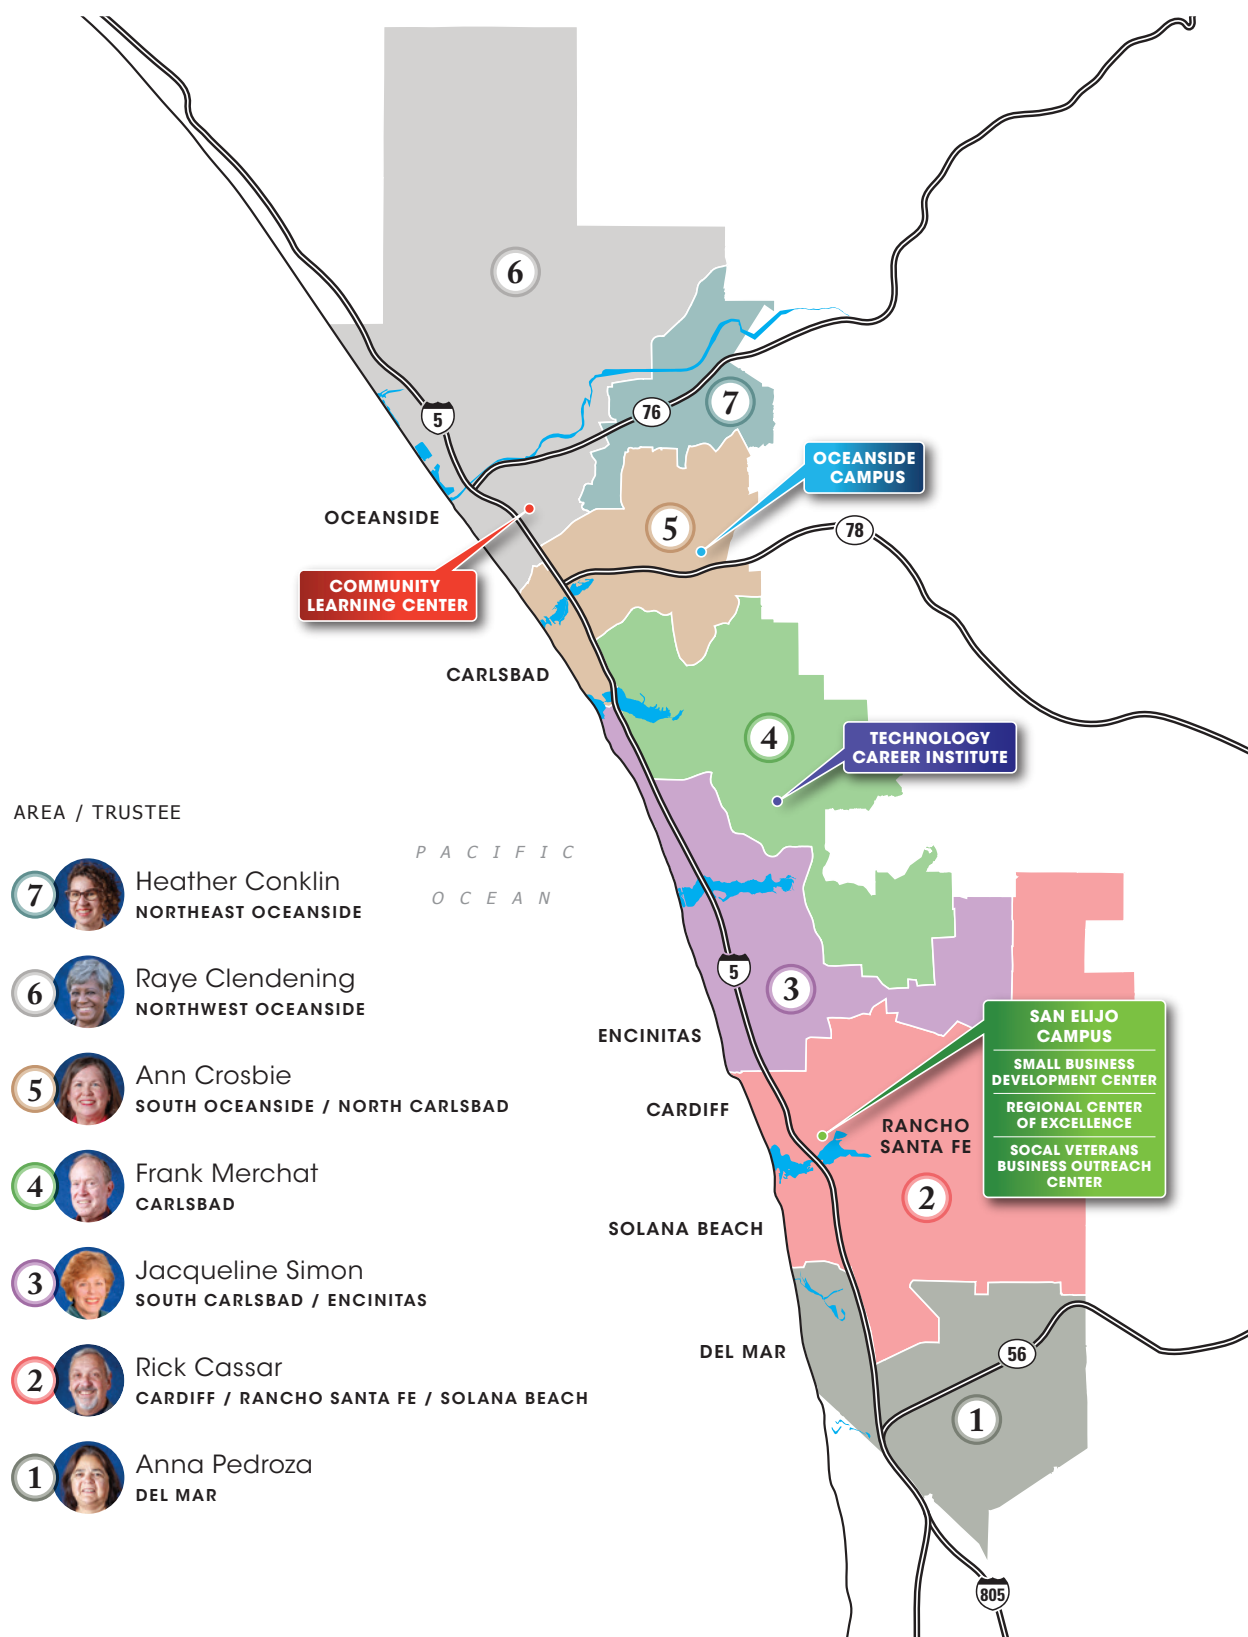 6
7
76
5
OCEANSIDE
CAMPUS
OCEANSIDE
5
78
COMMUNITY
LEARNING CENTER
CARLSBAD
4
TECHNOLOGY
CAREER INSTITUTE
AREA / TRUSTEE
PACIFIC
OCEAN
7
Heather Conklin
NORTHEAST OCEANSIDE
6
Raye Clendening
NORTHWEST OCEANSIDE
5
Ann Crosbie
SOUTH OCEANSIDE / NORTH CARLSBAD
4
Frank Merchat
CARLSBAD
3
Jacqueline Simon
SOUTH CARLSBAD / ENCINITAS
2
Rick Cassar
CARDIFF / RANCHO SANTA FE / SOLANA BEACH
1
Anna Pedroza
DEL MAR
5
3
ENCINITAS
SAN ELIJO
CAMPUS
SMALL BUSINESS
DEVELOPMENT CENTER
REGIONAL CENTER
OF EXCELLENCE
SOCAL VETERANS
BUSINESS OUTREACH
CENTER
CARDIFF
RANCHO
SANTA FE
2
SOLANA BEACH
DEL MAR
56
1
805